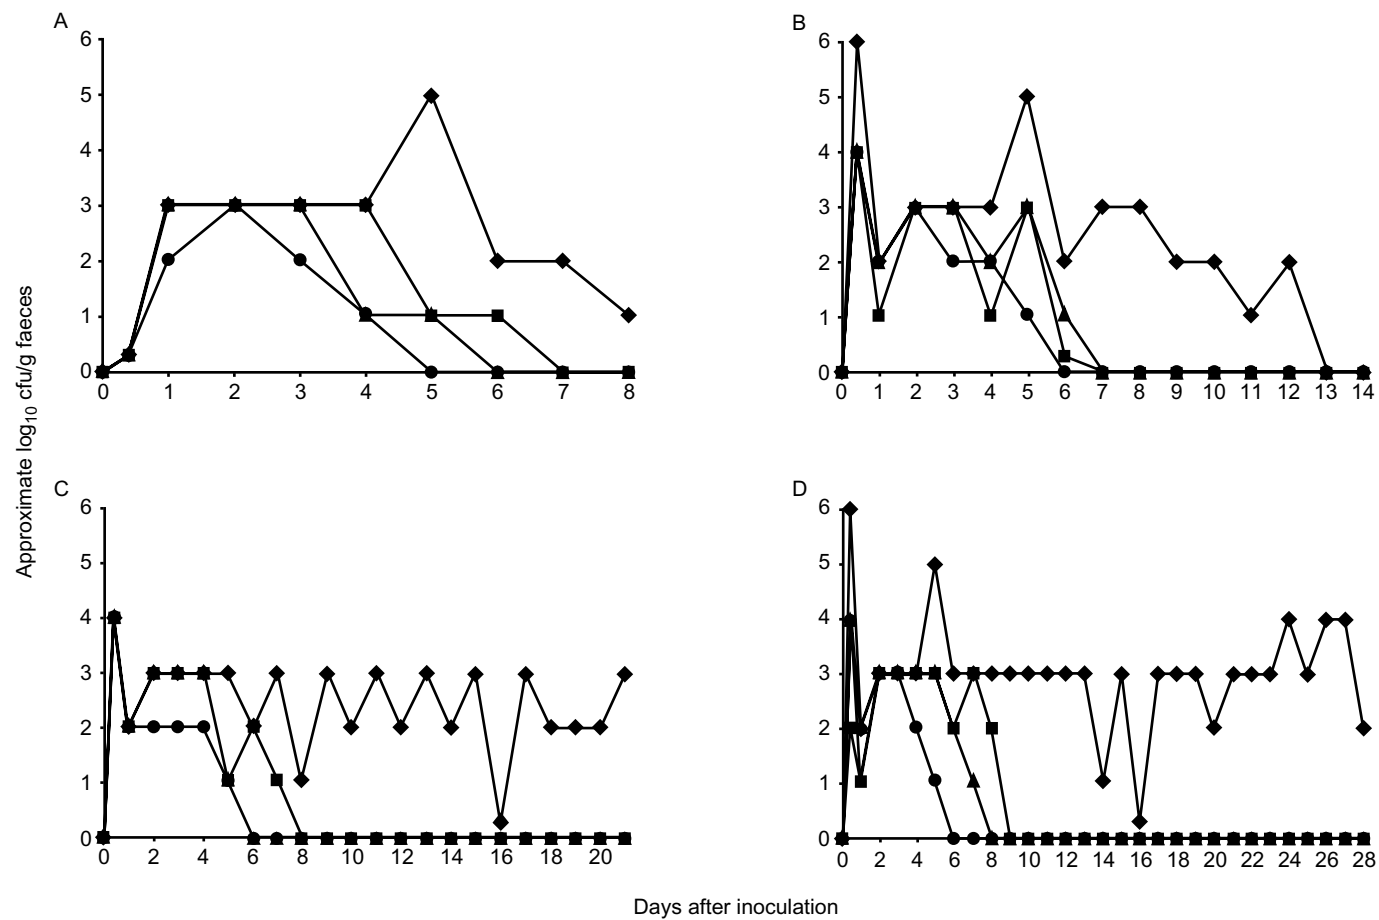 A
6
5
4
3
2
1
0
0 1 2 3 4 5 6 7 8
B
6
5
4
3
2
1
0
0 1 2 3 4 5 6 7 8 9 10 11 12 13 14
Approximate log10 cfu/g faeces
C
6
5
4
3
2
1
0
0 2 4 6 8 10 12 14 16 18 20
D
6
5
4
3
2
1
0
0 2 4 6 8 10 12 14 16 18 20 22 24 26 28
Days after inoculation